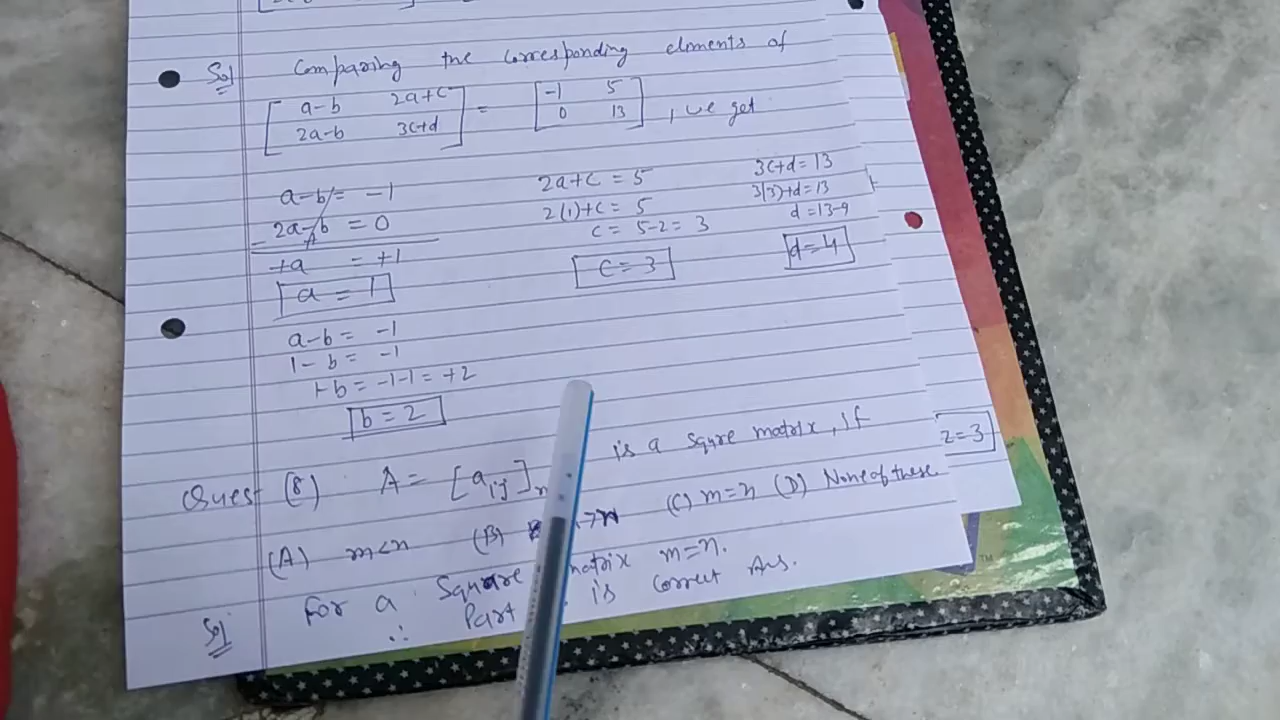 Sol Comparing the corresponding elements of
[ a-b 2a+c ] = [ -1 5 ]
[ 2a-b 3c+d ] [ 0 13 ] , we get
a-b = -1
2a-b = 0
+a = +1
a = 1
a-b = -1
1-b = -1
+b = -1-1 = +2
b = 2
2a+c = 5
2(1)+c = 5
c = 5-2 = 3
c = 3
3c+d = 13
3(3)+d = 13
d = 13-9
d = 4
z = 3
Ques (8) A = [aij] is a squre matrix, if
(A) m<n (B) >n (C) m=n (D) None of these
Sol For a Square matrix m=n.
∴ Part is correct Ans.
TM